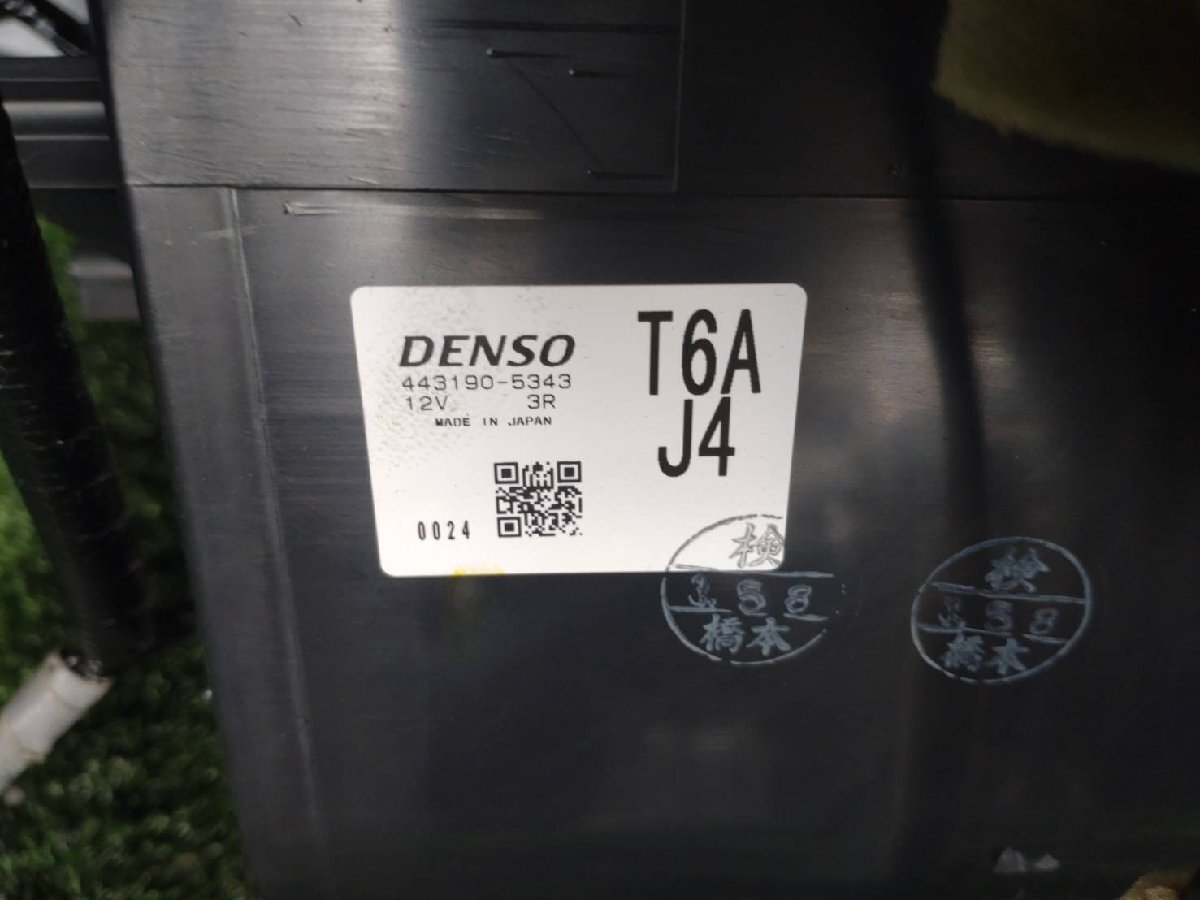 DENSO
443190-5343
12V 3R
MADE IN JAPAN
0024
T6A
J4
検
橋本
検
橋本